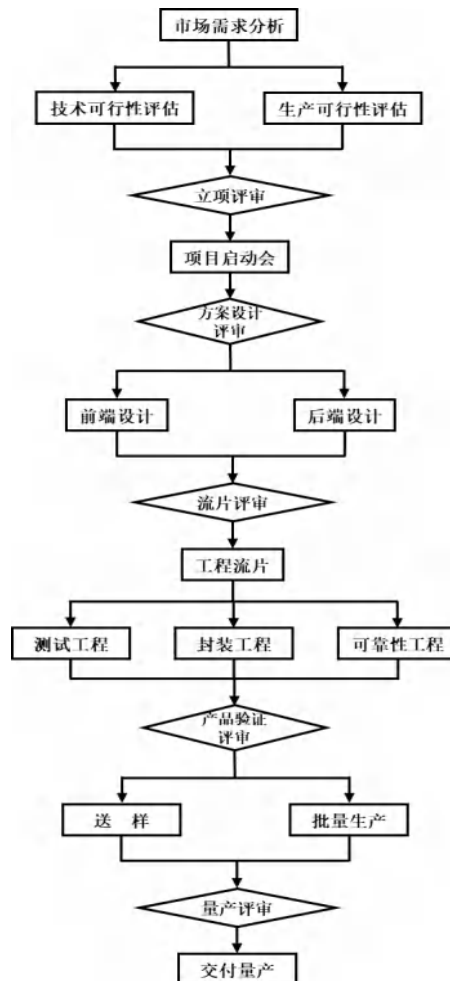 市场需求分析
技术可行性评估
生产可行性评估
立项评审
项目启动会
方案设计
评审
前端设计
后端设计
流片评审
工程流片
测试工程
封装工程
可靠性工程
产品验证
评审
送 样
批量生产
量产评审
交付量产